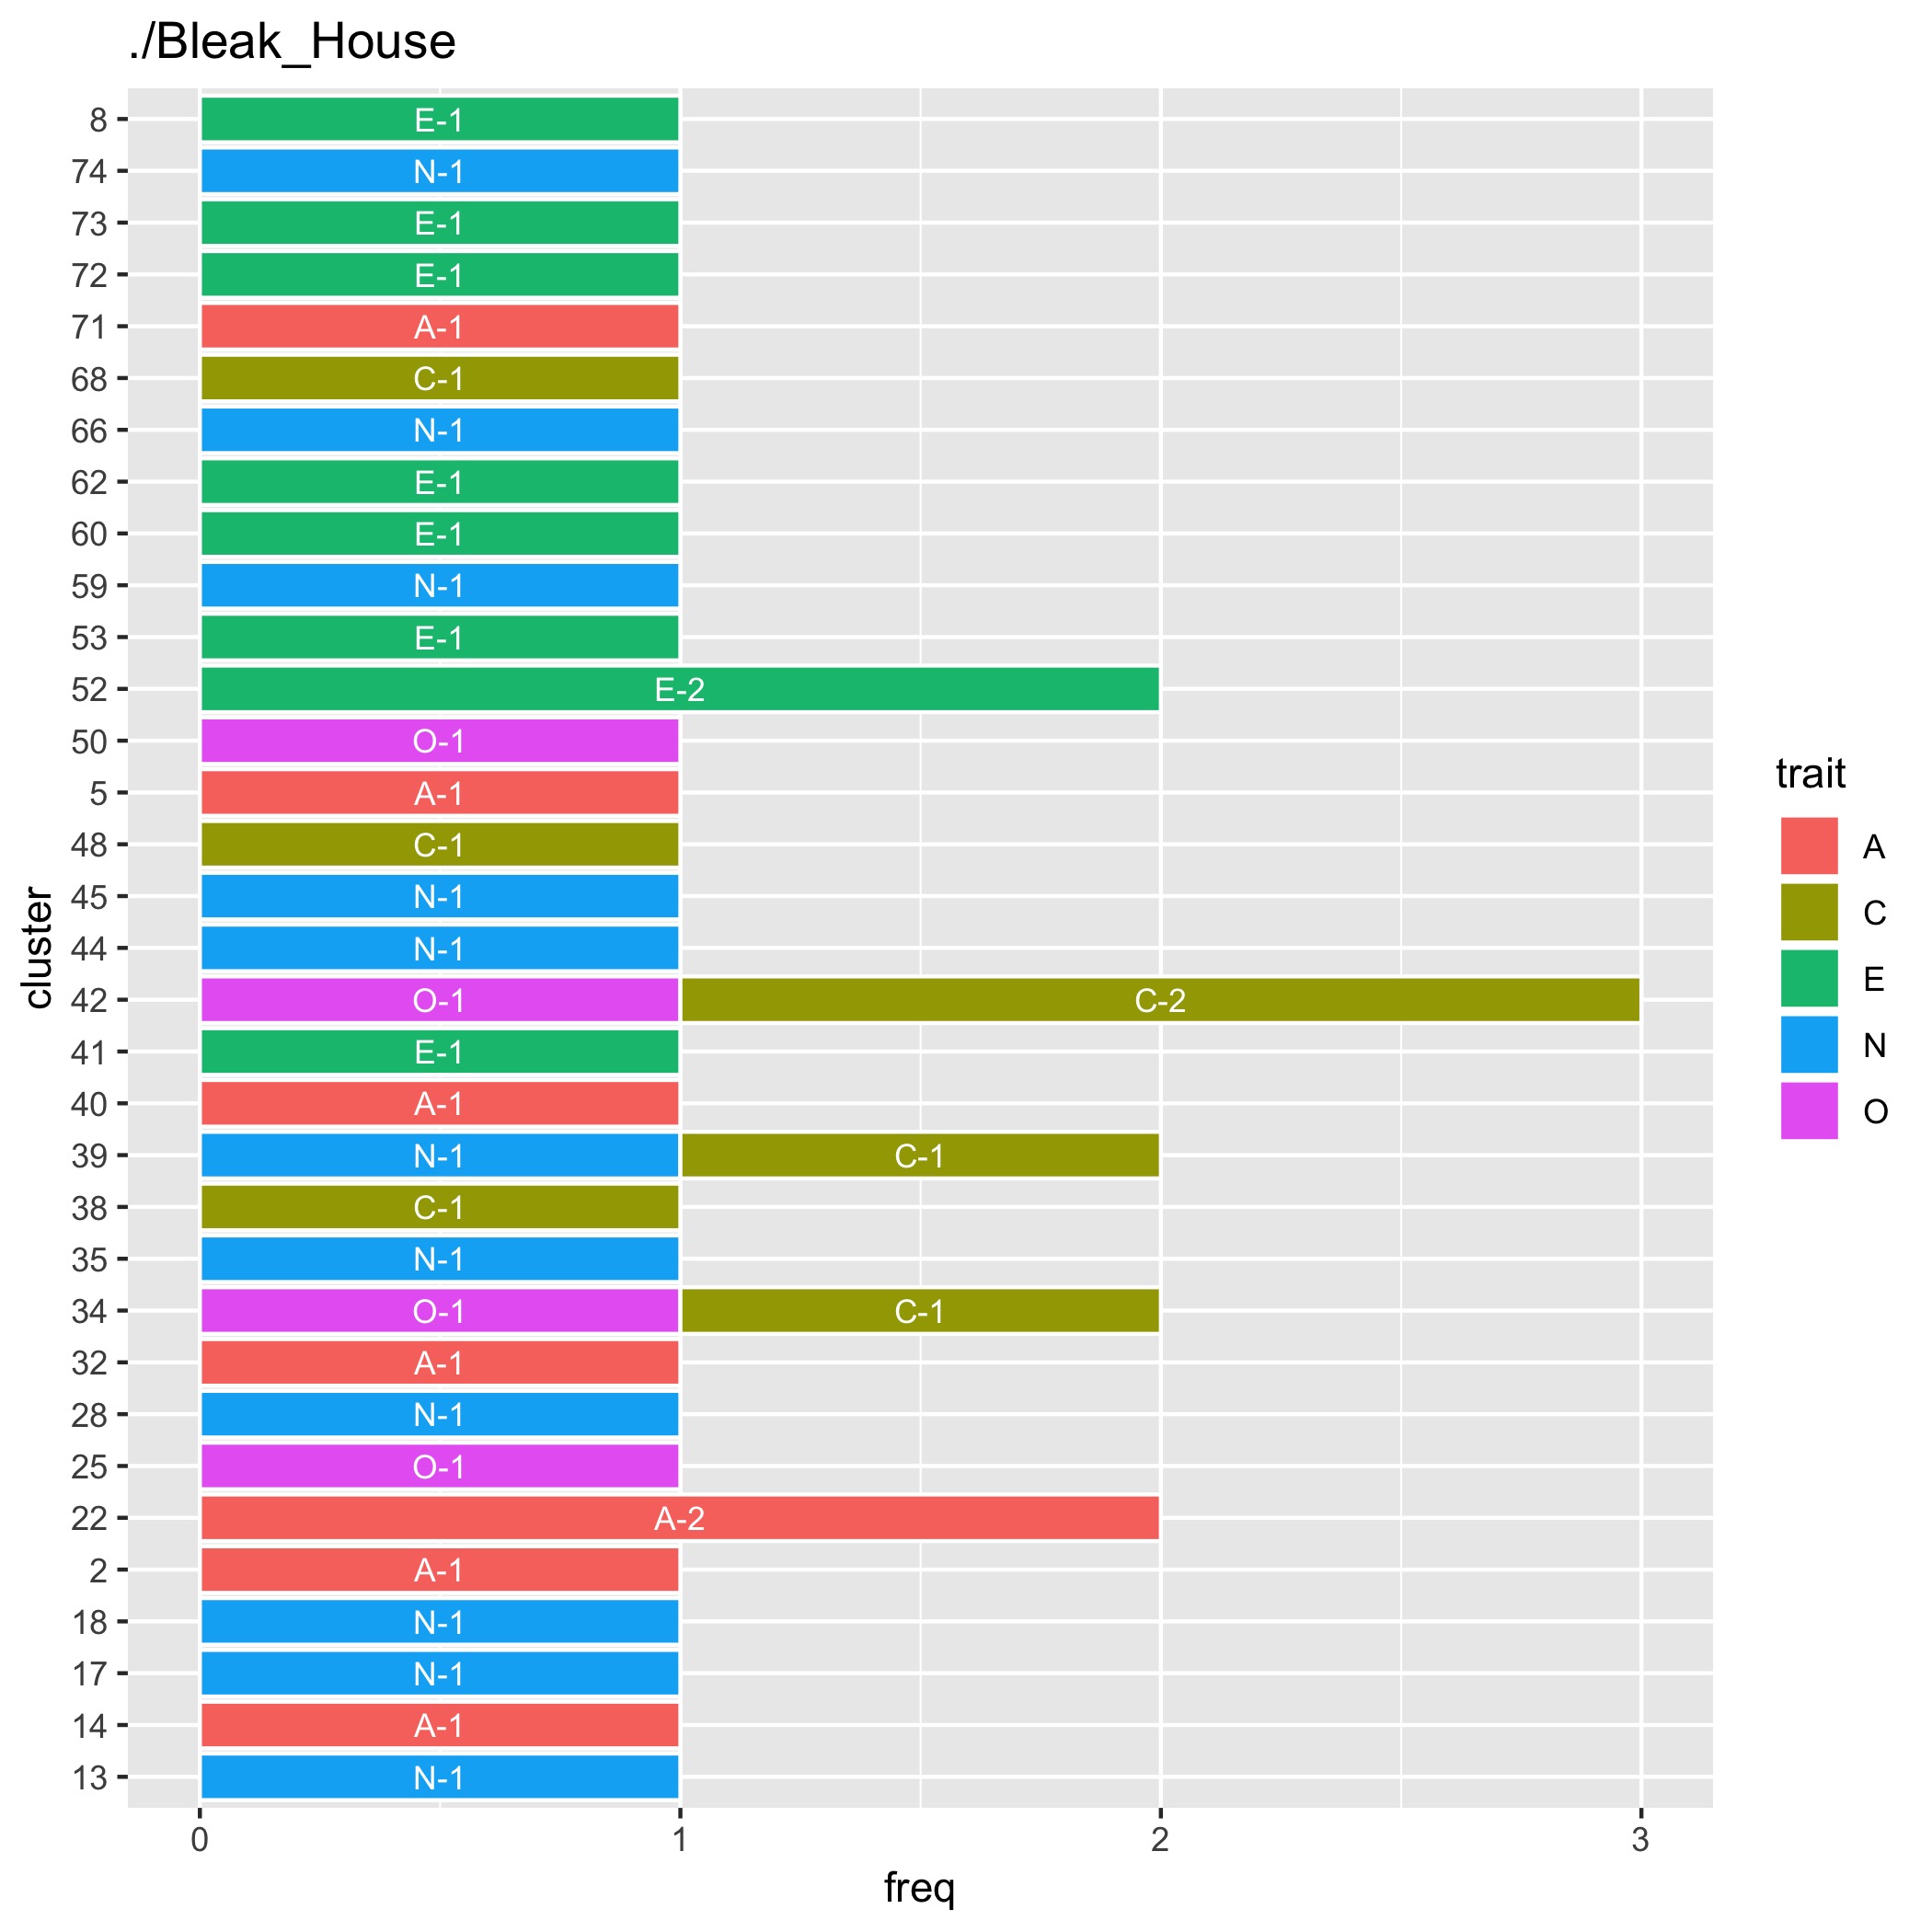 ./Bleak_House
8 E-1
74 N-1
73 E-1
72 E-1
71 A-1
68 C-1
66 N-1
62 E-1
60 E-1
59 N-1
53 E-1
52 E-2
50 O-1
5 A-1
48 C-1
45 N-1
44 N-1
42 O-1 C-2
41 E-1
40 A-1
39 N-1 C-1
38 C-1
35 N-1
34 O-1 C-1
32 A-1
28 N-1
25 O-1
22 A-2
2 A-1
18 N-1
17 N-1
14 A-1
13 N-1
0 1 2 3
freq
cluster
trait
A
C
E
N
O